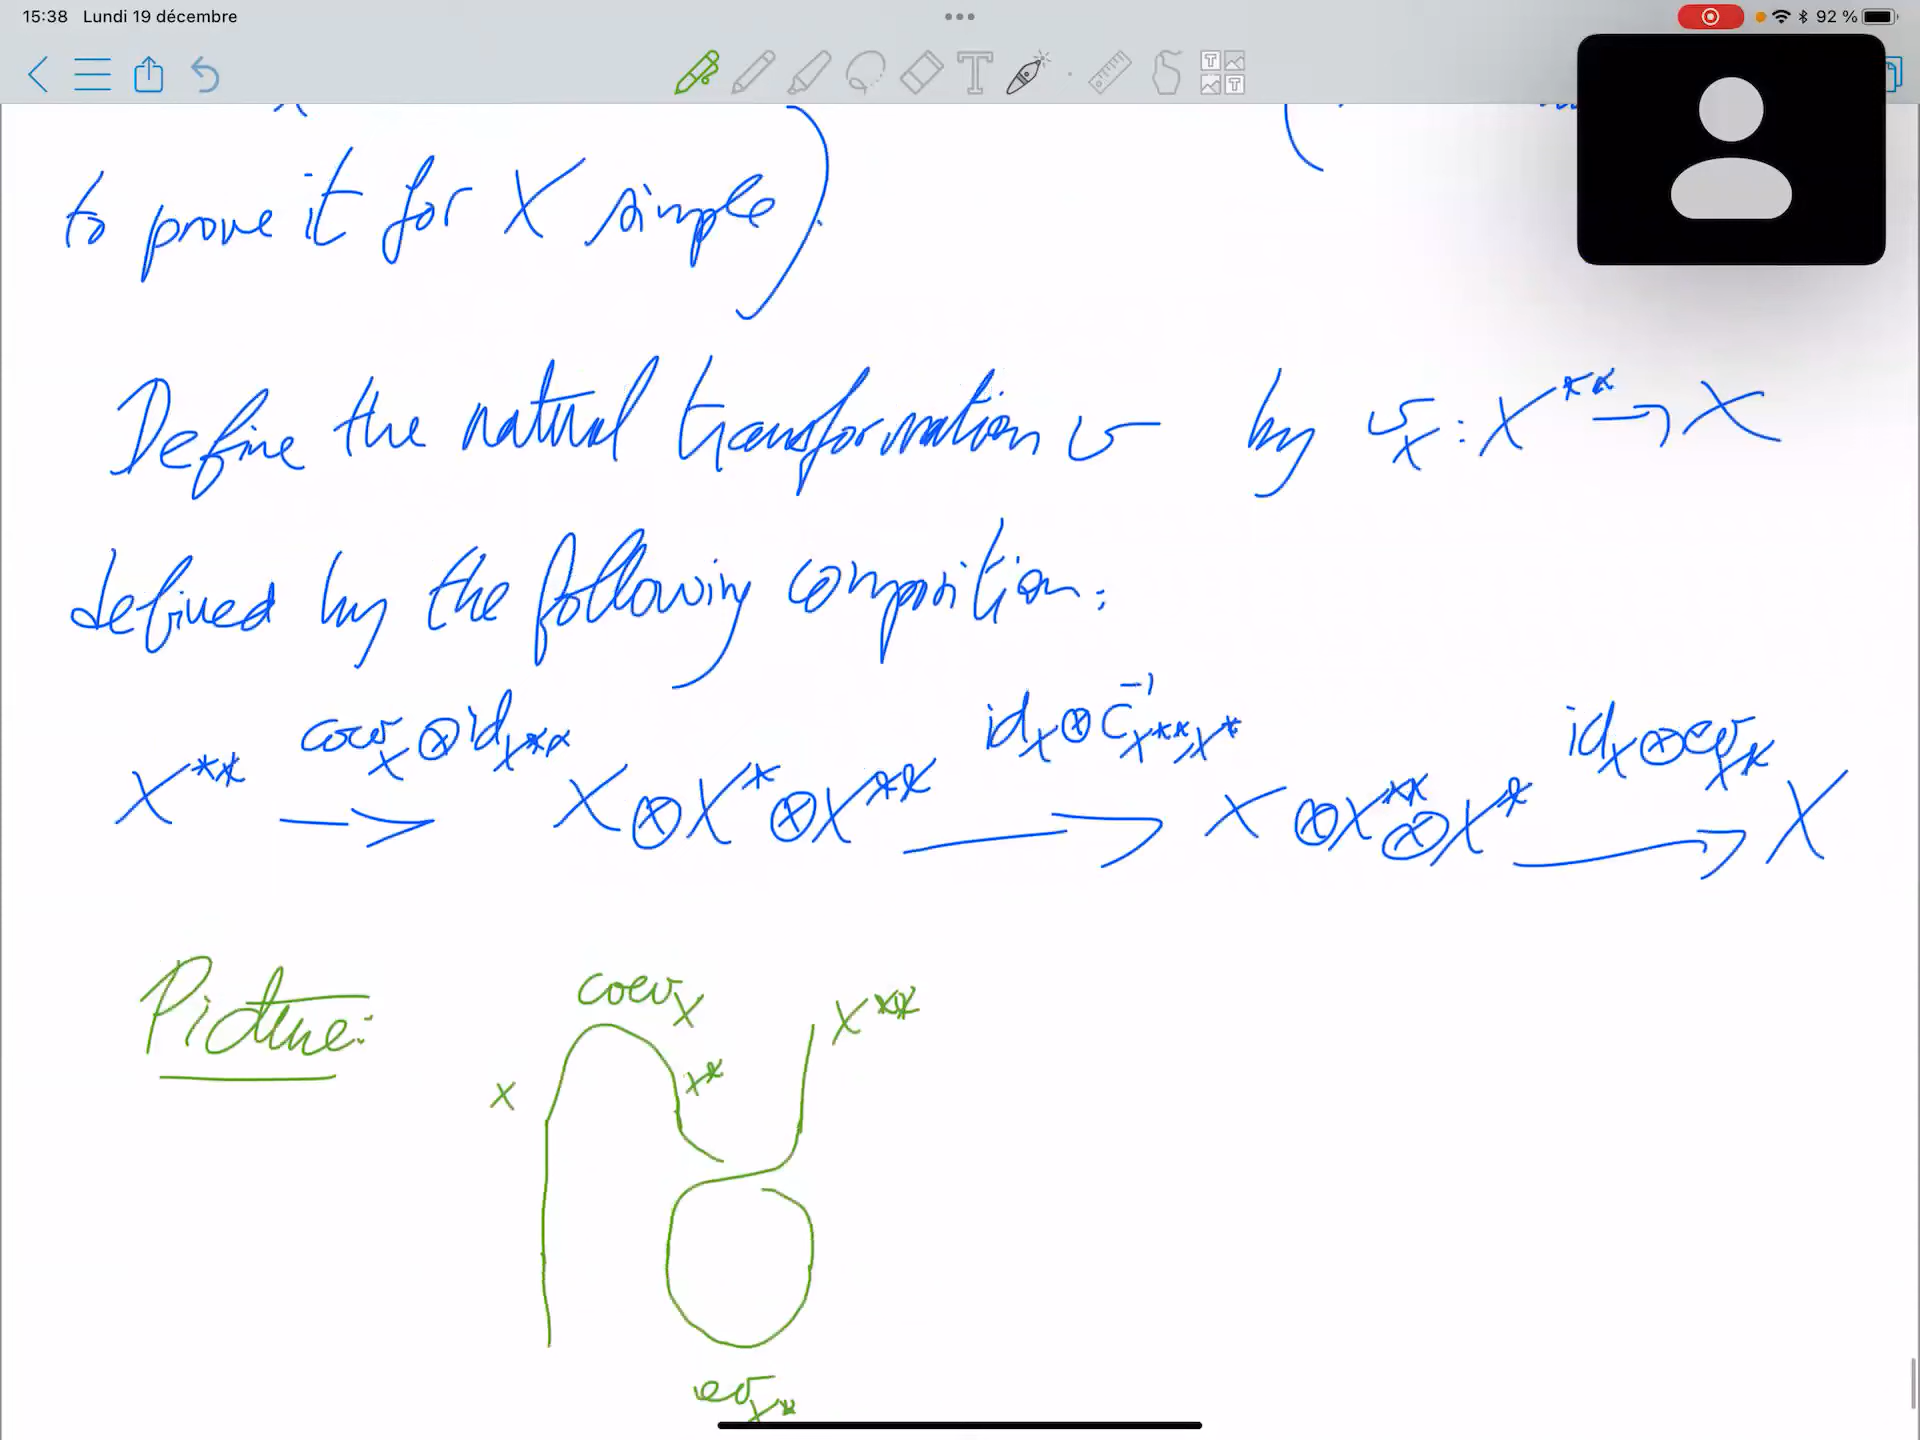 15:38 Lundi 19 décembre 92 %
to prove it for X simple).
Define the natural transformation v by v_X : X** → X
defined by the following composition:
coev_X ⊗ id_X** id_X ⊗ c⁻¹_X**,X* id_X ⊗ ev_X*
X** → X ⊗ X* ⊗ X** → X ⊗ X** ⊗ X* → X
Picture:
coev_X X**
X X*
ev_X*